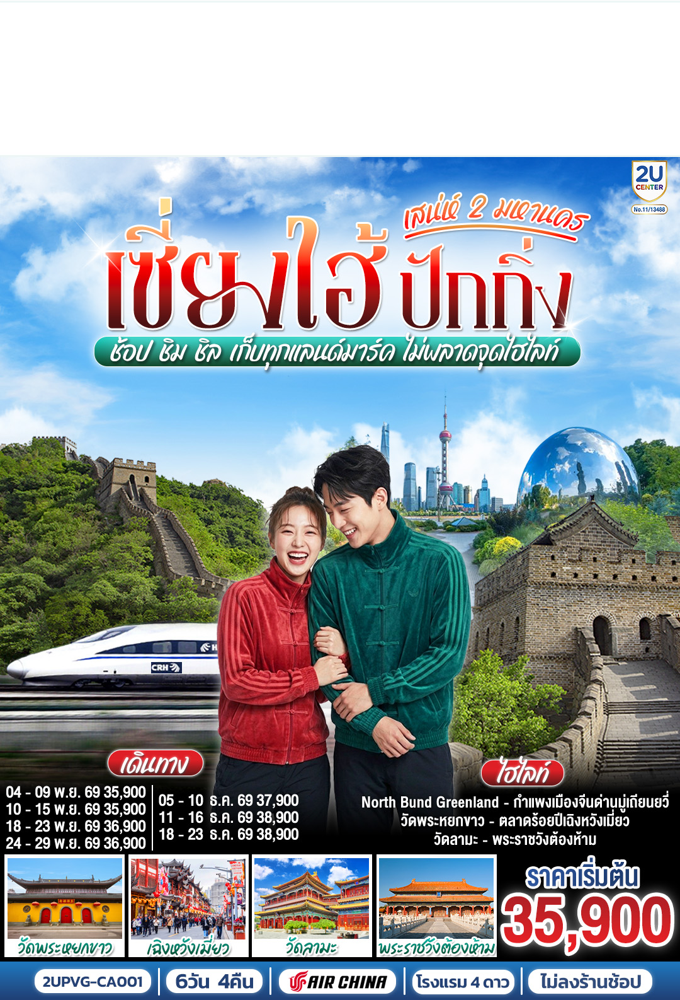 2U
CENTER
No.11/13488
เสน่ห์ 2 มหานคร
เซี่ยงไฮ้ ปักกิ่ง
ช้อป ชิม ชิล เก็บทุกแลนด์มาร์ค ไม่พลาดจุดไฮไลท์
CRH
เดินทาง
04 - 09 พ.ย. 69 35,900
10 - 15 พ.ย. 69 35,900
18 - 23 พ.ย. 69 36,900
24 - 29 พ.ย. 69 36,900
05 - 10 ธ.ค. 69 37,900
11 - 16 ธ.ค. 69 38,900
18 - 23 ธ.ค. 69 38,900
ไฮไลท์
North Bund Greenland - กำแพงเมืองจีนด่านมู่เถียนยวี่
วัดพระหยกขาว - ตลาดร้อยปีเฉิงหวังเมี่ยว
วัดลามะ - พระราชวังต้องห้าม
วัดพระหยกขาว
เฉิงหวังเมี่ยว
วัดลามะ
พระราชวังต้องห้าม
ราคาเริ่มต้น
35,900
2UPVG-CA001
6วัน 4คืน
AIR CHINA
โรงแรม 4 ดาว
ไม่ลงร้านช้อป